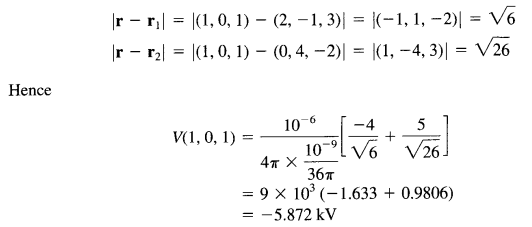 |r − r₁| = |(1, 0, 1) − (2, −1, 3)| = |(−1, 1, −2)| = √6
|r − r₂| = |(1, 0, 1) − (0, 4, −2)| = |(1, −4, 3)| = √26
Hence
V(1, 0, 1) = 10⁻⁶ / (4π × 10⁻⁹/36π) [−4/√6 + 5/√26]
= 9 × 10³ (−1.633 + 0.9806)
= −5.872 kV